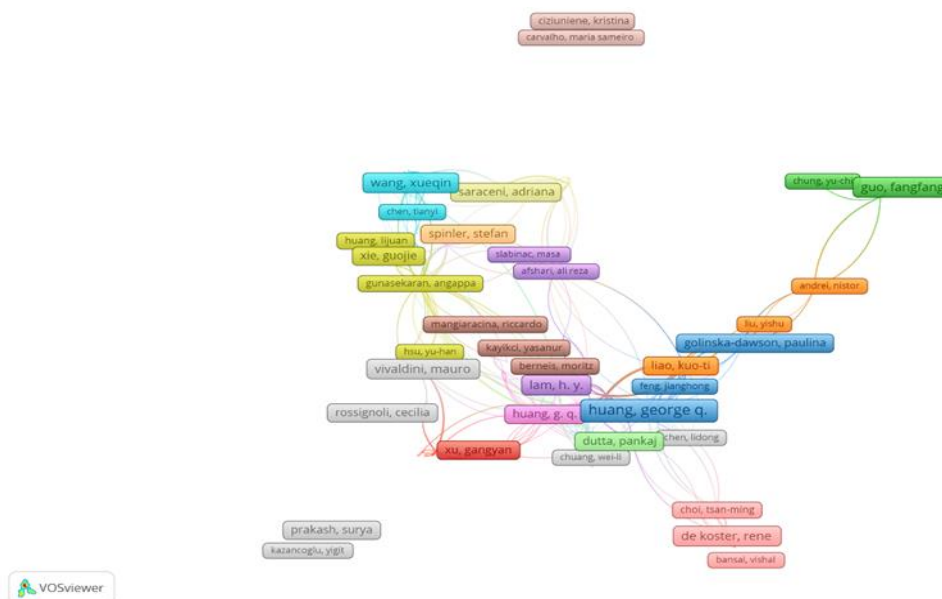 ciziuniene, kristina
carvalho, maria sameiro
wang, xueqin
saraceni, adriana
chung, yu-chi
guo, fangfang
chen, tianyi
spinler, stefan
huang, lijuan
xie, guojie
slabinac, masa
afshari, ali reza
gunasekaran, angappa
andrei, nistor
mangiaracina, riccardo
liu, yishu
golinska-dawson, paulina
hsu, yu-han
kayikci, yasanur
vivaldini, mauro
berneis, moritz
liao, kuo-ti
lam, h. y.
feng, jianghong
rossignoli, cecilia
huang, g. q.
huang, george q.
xu, gangyan
dutta, pankaj
chen, lidong
chuang, wei-li
choi, tsan-ming
prakash, surya
de koster, rene
kazancoglu, yigit
bansal, vishal
VOSviewer